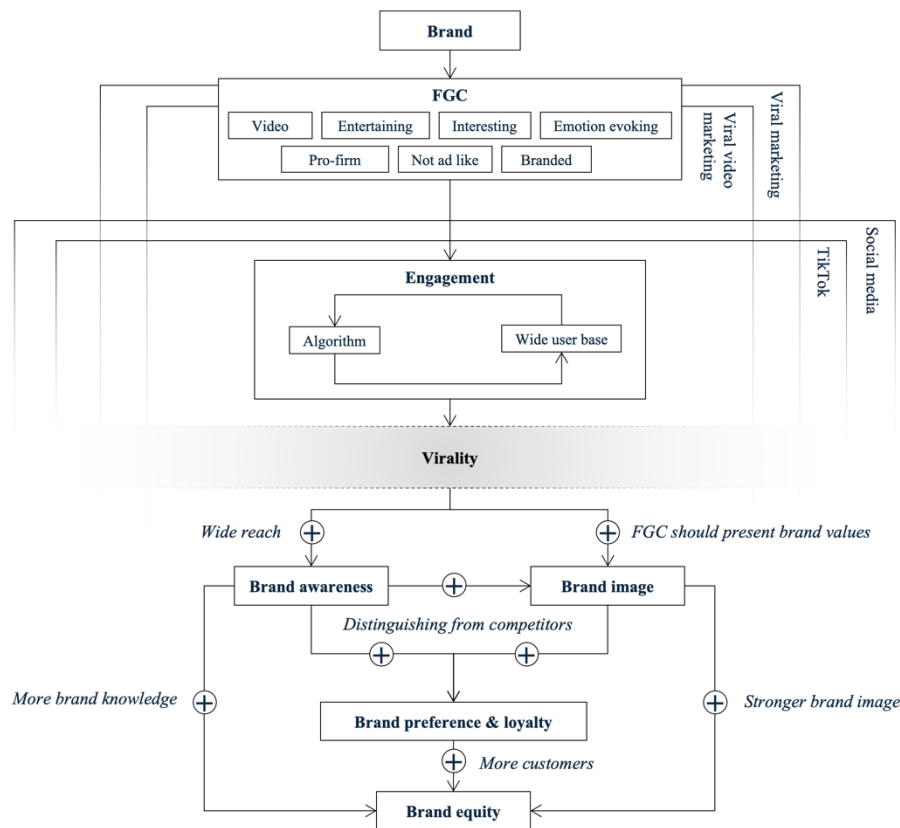 Brand
FGC
Video
Entertaining
Interesting
Emotion evoking
Pro-firm
Not ad like
Branded
Viral video
marketing
Viral marketing
Social media
TikTok
Engagement
Algorithm
Wide user base
Virality
Wide reach
FGC should present brand values
Brand awareness
Brand image
Distinguishing from competitors
More brand knowledge
Stronger brand image
Brand preference & loyalty
More customers
Brand equity